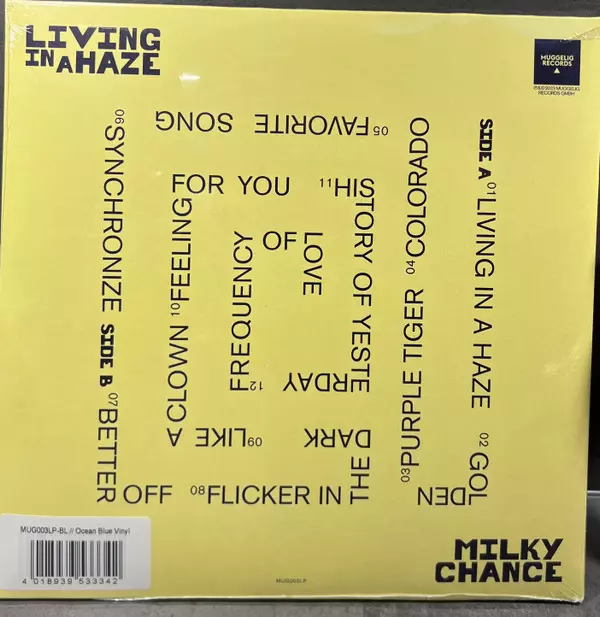 LIVING
IN A HAZE
MUGGELIG
RECORDS
SIDE A 01 LIVING IN A HAZE 02 GOLDEN
03 PURPLE TIGER 04 COLORADO
05 FAVORITE SONG
06 SYNCHRONIZE SIDE B 07 BETTER OFF
08 FLICKER IN THE DARK
09 LIKE A CLOWN
10 FEELING FOR YOU
11 HISTORY OF YESTERDAY
12 FREQUENCY OF LOVE
MUG003LP-BL // Ocean Blue Vinyl
4 018939 533342
MUG003LP
MILKY
CHANCE